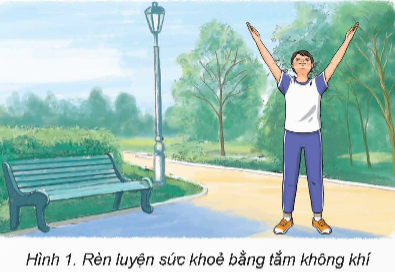 Hình 1. Rèn luyện sức khoẻ bằng tắm không khí